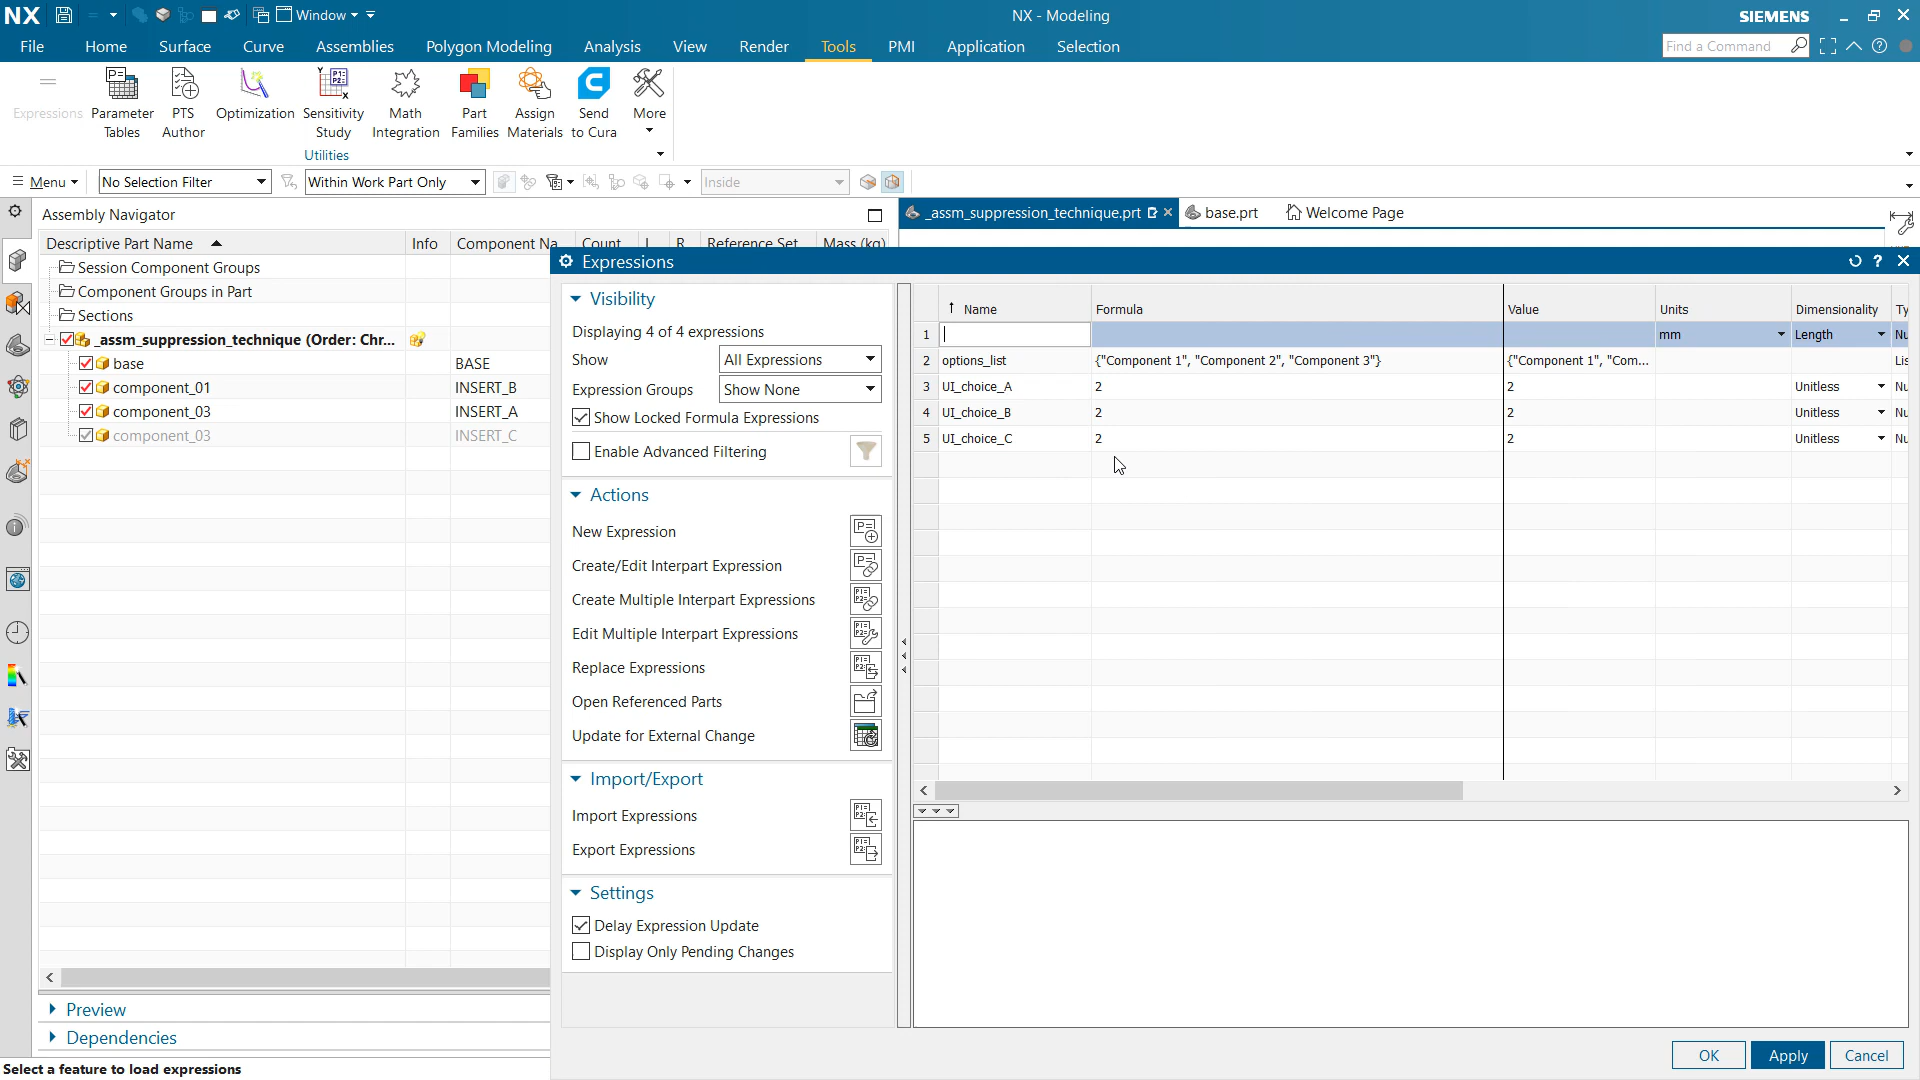 NX
Window
NX - Modeling
SIEMENS
File
Home
Surface
Curve
Assemblies
Polygon Modeling
Analysis
View
Render
Tools
PMI
Application
Selection
Find a Command
Expressions
Parameter
Tables
PTS
Author
Optimization
Sensitivity
Study
Math
Integration
Part
Families
Assign
Materials
Send
to Cura
More
Utilities
Menu
No Selection Filter
Within Work Part Only
Inside
Assembly Navigator
_assm_suppression_technique.prt
base.prt
Welcome Page
Descriptive Part Name
Info
Component Na
Count
R
Reference Set
Mass (kg)
Session Component Groups
Component Groups in Part
Sections
_assm_suppression_technique (Order: Chr...
base
BASE
component_01
INSERT_B
component_03
INSERT_A
component_03
INSERT_C
Preview
Dependencies
Select a feature to load expressions
Expressions
Visibility
Displaying 4 of 4 expressions
Show
All Expressions
Expression Groups
Show None
Show Locked Formula Expressions
Enable Advanced Filtering
Actions
New Expression
Create/Edit Interpart Expression
Create Multiple Interpart Expressions
Edit Multiple Interpart Expressions
Replace Expressions
Open Referenced Parts
Update for External Change
Import/Export
Import Expressions
Export Expressions
Settings
Delay Expression Update
Display Only Pending Changes
Name Formula Value Units Dimensionality Ty
1 mm Length Nu
2 options_list {"Component 1", "Component 2", "Component 3"} {"Component 1", "Com... Lis
3 UI_choice_A 2 2 Unitless Nu
4 UI_choice_B 2 2 Unitless Nu
5 UI_choice_C 2 2 Unitless Nu
OK
Apply
Cancel